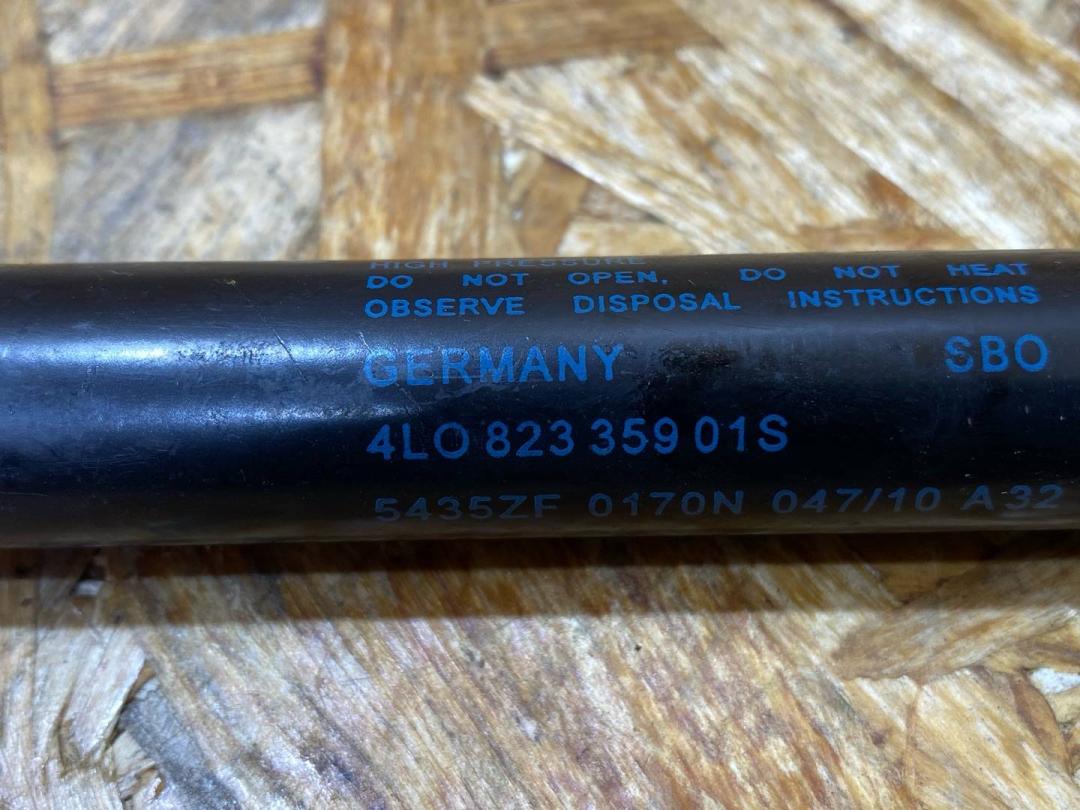 HIGH PRESSURE
DO NOT OPEN, DO NOT HEAT
OBSERVE DISPOSAL INSTRUCTIONS
GERMANY SBO
4LO 823 359 01S
5435ZF 0170N 047/10 A32